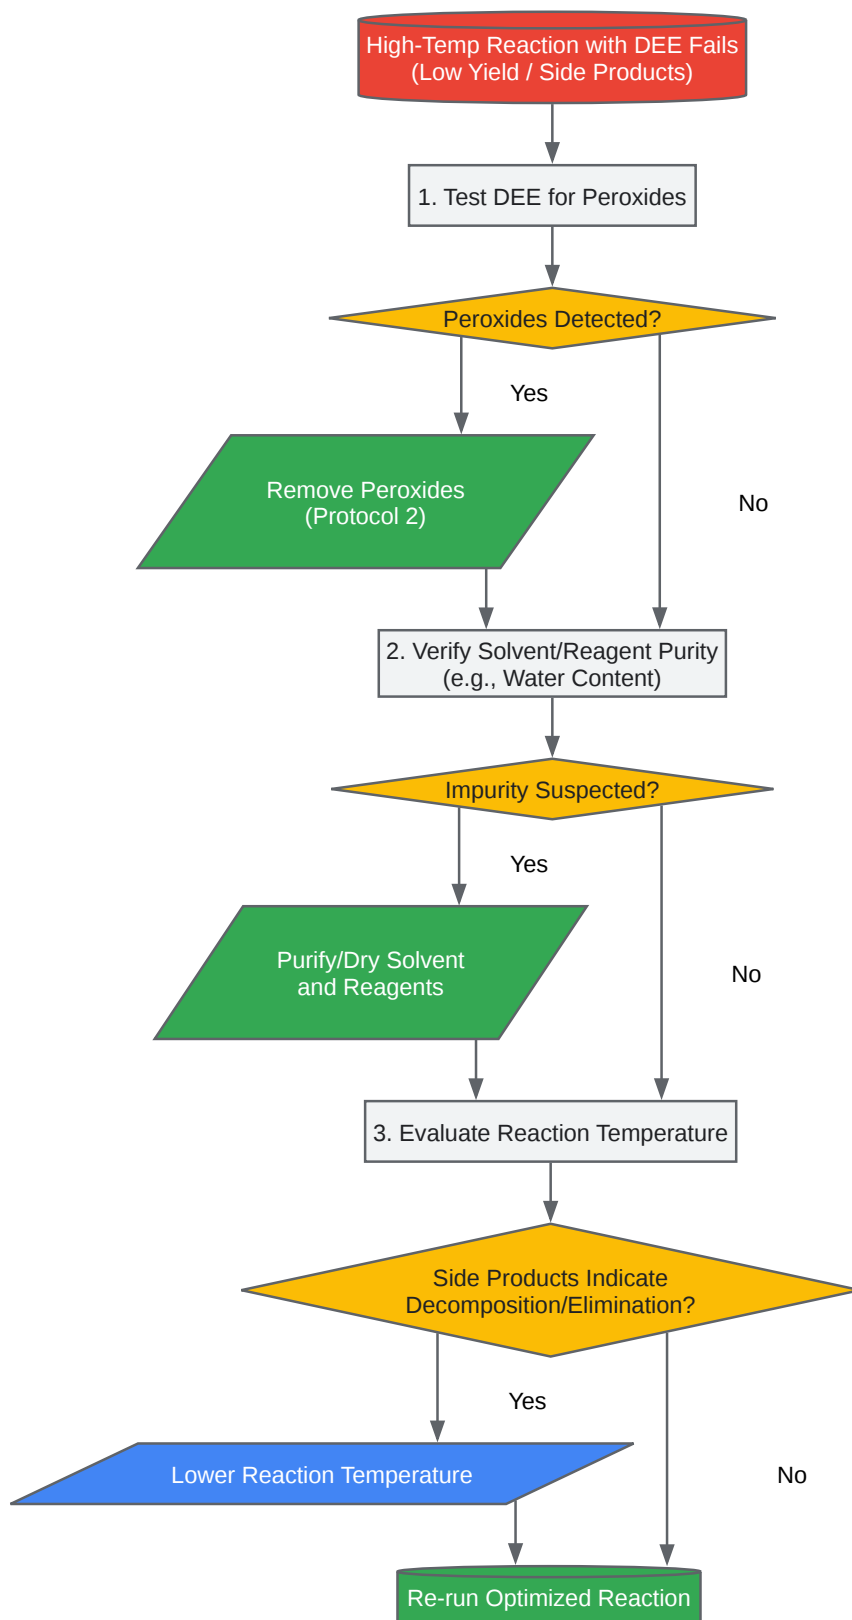 High-Temp Reaction with DEE Fails
(Low Yield / Side Products)
1. Test DEE for Peroxides
Peroxides Detected?
Yes
Remove Peroxides
(Protocol 2)
No
2. Verify Solvent/Reagent Purity
(e.g., Water Content)
Impurity Suspected?
Yes
Purify/Dry Solvent
and Reagents
No
3. Evaluate Reaction Temperature
Side Products Indicate
Decomposition/Elimination?
Yes
Lower Reaction Temperature
No
Re-run Optimized Reaction